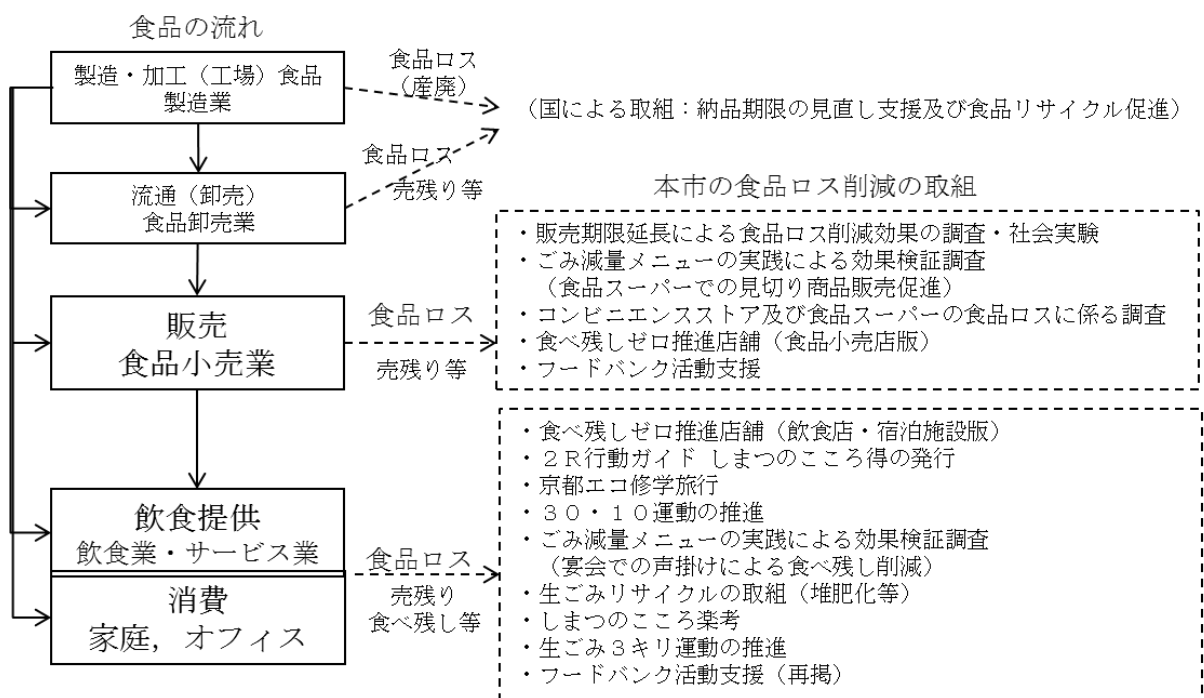 食品の流れ
製造・加工（工場）食品
製造業
食品ロス
（産廃）
（国による取組：納品期限の見直し支援及び食品リサイクル促進）
流通（卸売）
食品卸売業
食品ロス
売残り等
本市の食品ロス削減の取組
販売
食品小売業
食品ロス
売残り等
・販売期限延長による食品ロス削減効果の調査・社会実験
・ごみ減量メニューの実践による効果検証調査
（食品スーパーでの見切り商品販売促進）
・コンビニエンスストア及び食品スーパーの食品ロスに係る調査
・食べ残しゼロ推進店舗（食品小売店版）
・フードバンク活動支援
飲食提供
飲食業・サービス業
消費
家庭，オフィス
食品ロス
売残り
食べ残し等
・食べ残しゼロ推進店舗（飲食店・宿泊施設版）
・２Ｒ行動ガイド しまつのこころ得の発行
・京都エコ修学旅行
・３０・１０運動の推進
・ごみ減量メニューの実践による効果検証調査
（宴会での声掛けによる食べ残し削減）
・生ごみリサイクルの取組（堆肥化等）
・しまつのこころ楽考
・生ごみ３キリ運動の推進
・フードバンク活動支援（再掲）